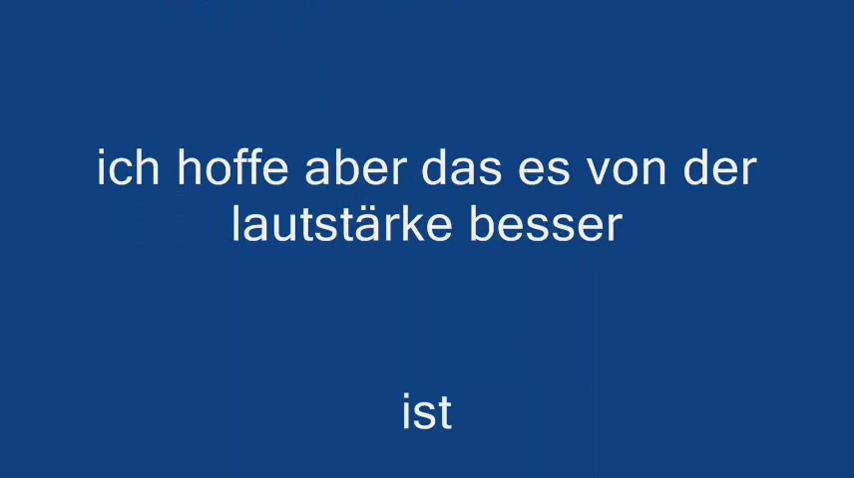 ich hoffe aber das es von der
lautstärke besser
ist